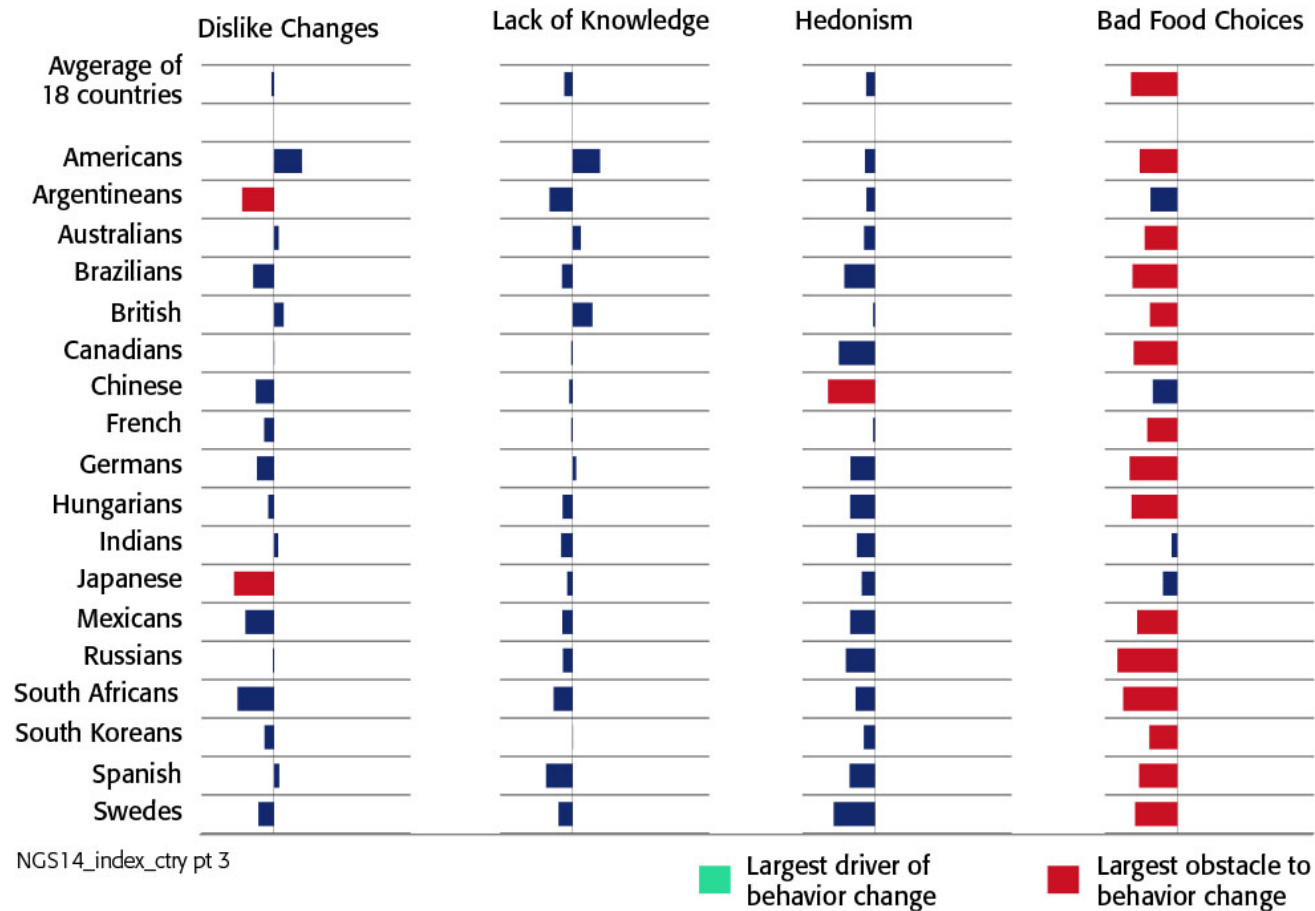 Dislike Changes
Lack of Knowledge
Hedonism
Bad Food Choices
Avgerage of
18 countries
Americans
Argentineans
Australians
Brazilians
British
Canadians
Chinese
French
Germans
Hungarians
Indians
Japanese
Mexicans
Russians
South Africans
South Koreans
Spanish
Swedes
NGS14_index_ctry pt 3
Largest driver of
behavior change
Largest obstacle to
behavior change